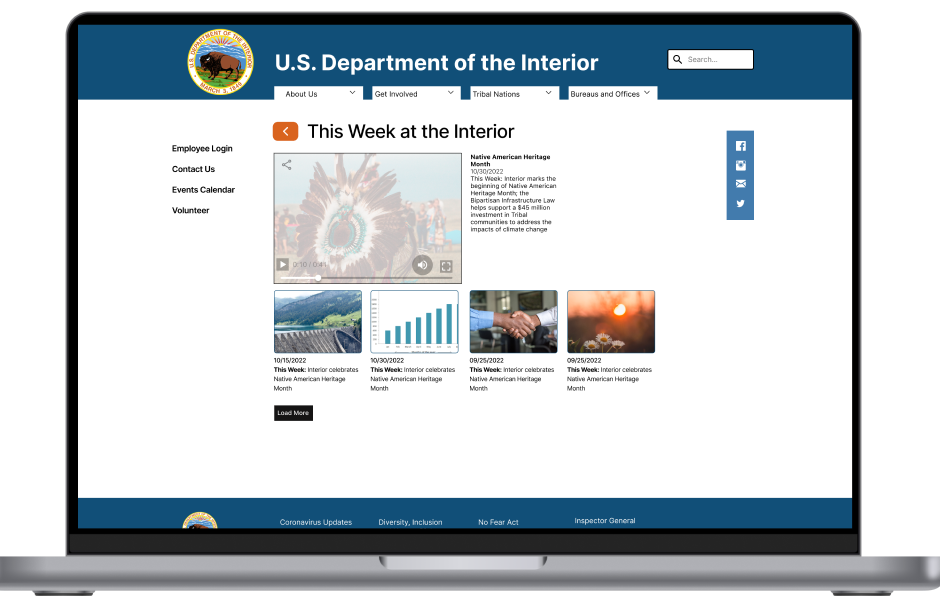 U.S. DEPARTMENT OF THE INTERIOR
MARCH 3, 1849
U.S. Department of the Interior
Search...
About Us
Get Involved
Tribal Nations
Bureaus and Offices
This Week at the Interior
Employee Login
Contact Us
Events Calendar
Volunteer
0:10 / 0:41
Native American Heritage
Month
10/30/2022
This Week: Interior marks the
beginning of Native American
Heritage Month; the
Bipartisan Infrastructure Law
helps support a $45 million
investment in Tribal
communities to address the
impacts of climate change
10/15/2022
This Week: Interior celebrates
Native American Heritage
Month
10/30/2022
This Week: Interior celebrates
Native American Heritage
Month
09/25/2022
This Week: Interior celebrates
Native American Heritage
Month
09/25/2022
This Week: Interior celebrates
Native American Heritage
Month
Load More
Coronavirus Updates
Diversity, Inclusion
No Fear Act
Inspector General